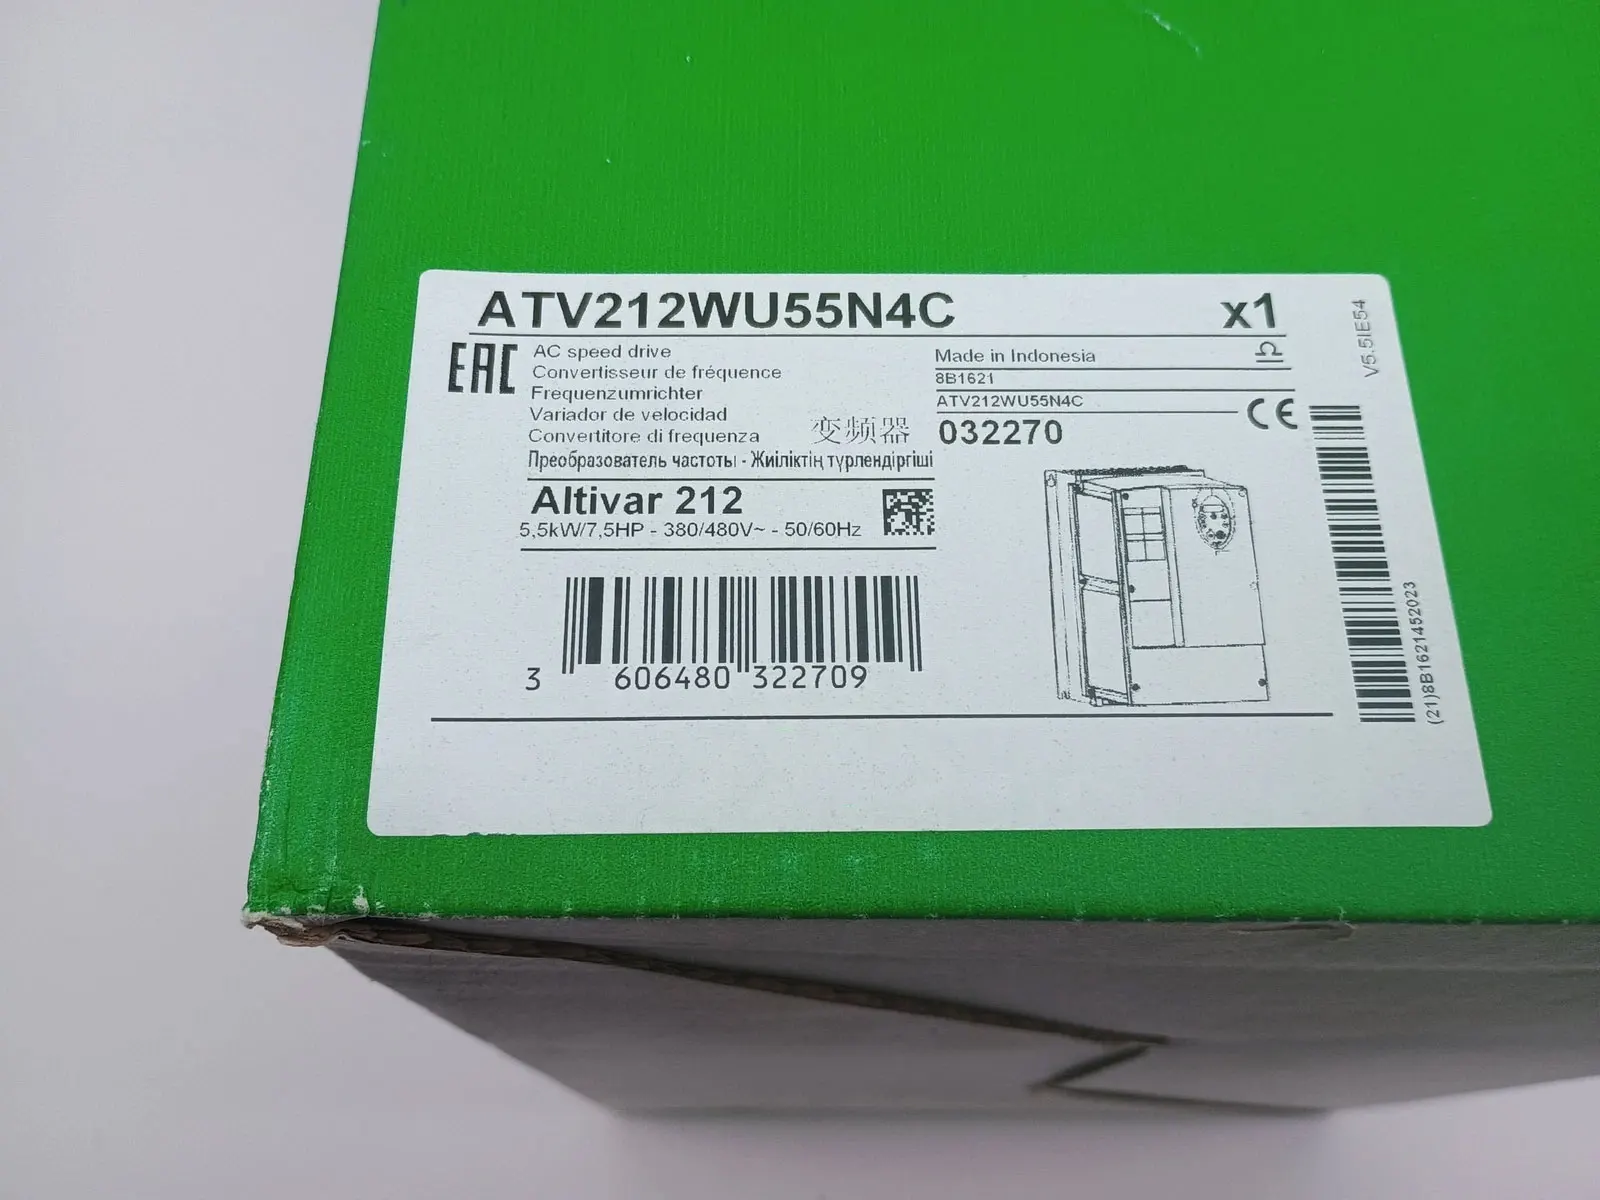 ATV212WU55N4C x1
EAC
AC speed drive
Convertisseur de fréquence
Frequenzumrichter
Variador de velocidad
Convertitore di frequenza
变频器
Преобразователь частоты - Жиіліктің түрлендіргіші
Made in Indonesia
8B1621
ATV212WU55N4C
032270
CE
Altivar 212
5,5kW/7,5HP - 380/480V~ - 50/60Hz
3 606480 322709
V5.5IE54
(21)8B1621452023